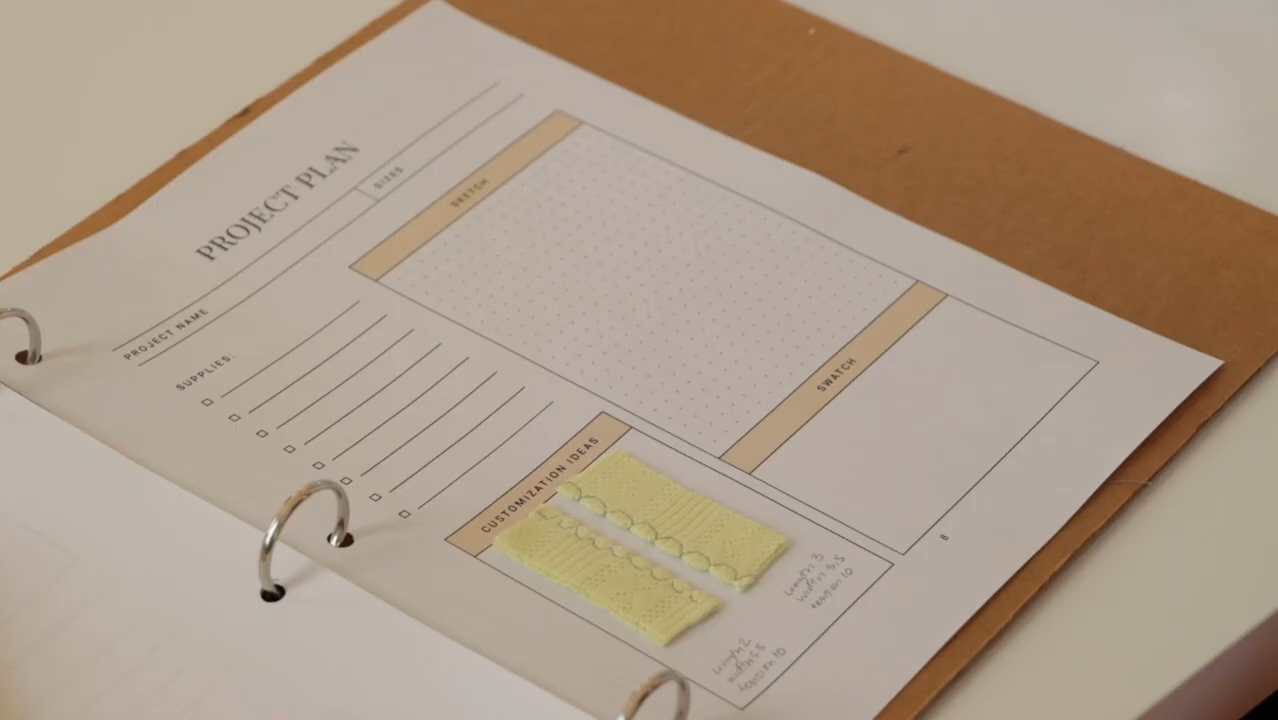 PROJECT PLAN
PROJECT NAME
SIZES
SUPPLIES:
SKETCH
SWATCH
CUSTOMIZATION IDEAS
Length 3
width 5.5
tension 10
Length 2
width 5.5
tension 10
8